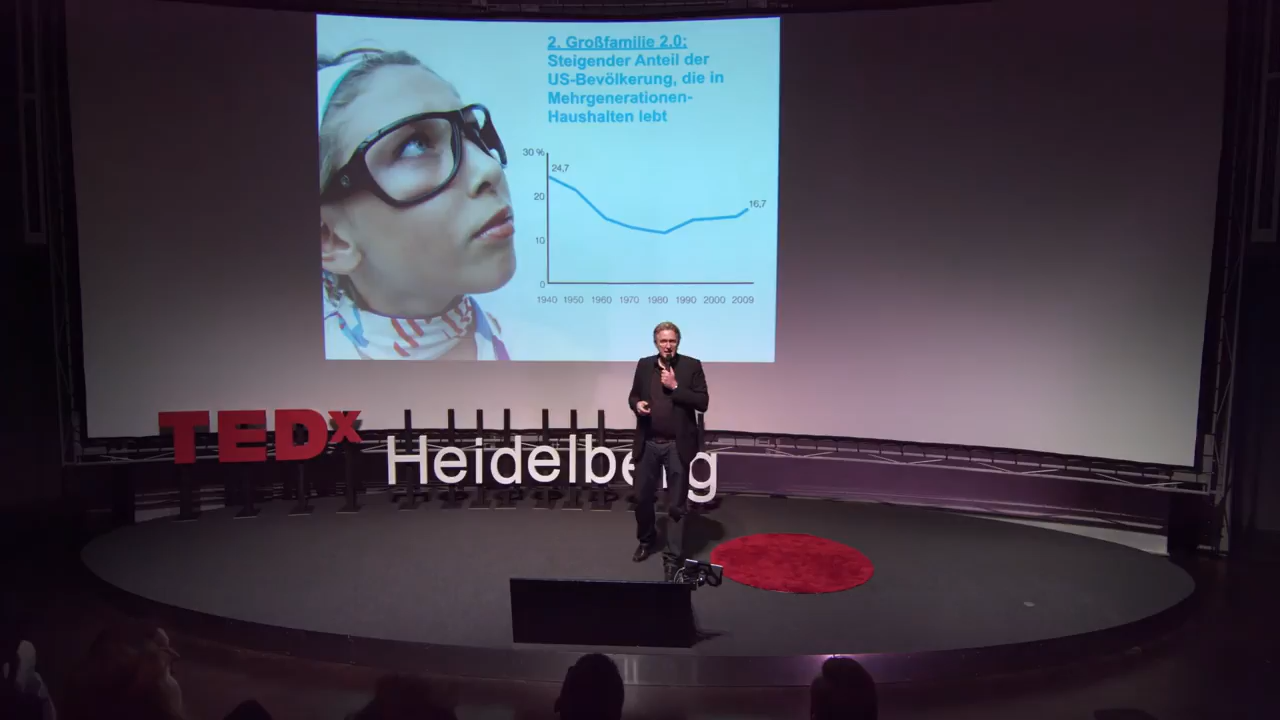 2. Großfamilie 2.0:
Steigender Anteil der
US-Bevölkerung, die in
Mehrgenerationen-
Haushalten lebt
30 %
24,7
20
16,7
10
0
1940 1950 1960 1970 1980 1990 2000 2009
TEDx
Heidelberg